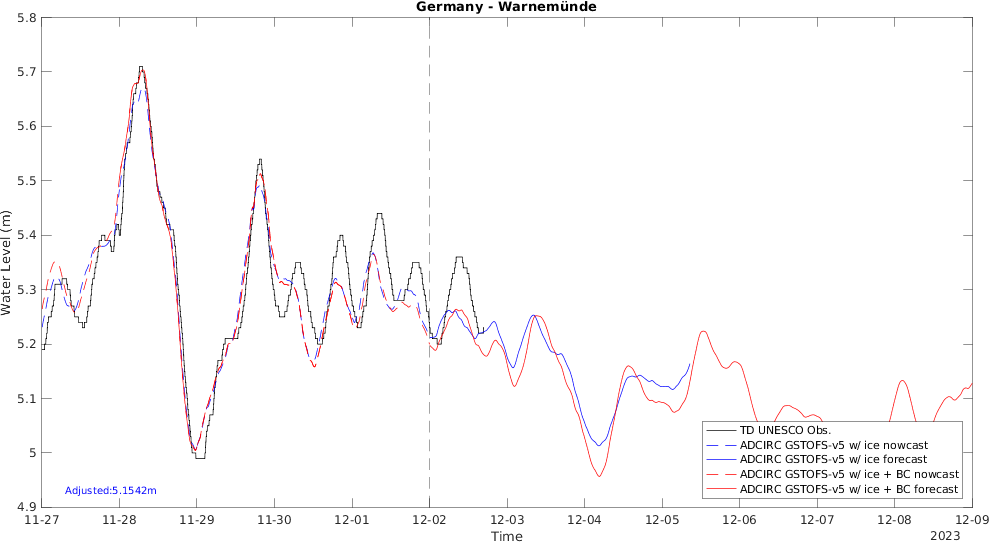 Germany - Warnemünde
5.8
5.7
5.6
5.5
5.4
5.3
5.2
5.1
5
4.9
Water Level (m)
Adjusted:5.1542m
TD UNESCO Obs.
ADCIRC GSTOFS-v5 w/ ice nowcast
ADCIRC GSTOFS-v5 w/ ice forecast
ADCIRC GSTOFS-v5 w/ ice + BC nowcast
ADCIRC GSTOFS-v5 w/ ice + BC forecast
11-27 11-28 11-29 11-30 12-01 12-02 12-03 12-04 12-05 12-06 12-07 12-08 12-09
Time
2023